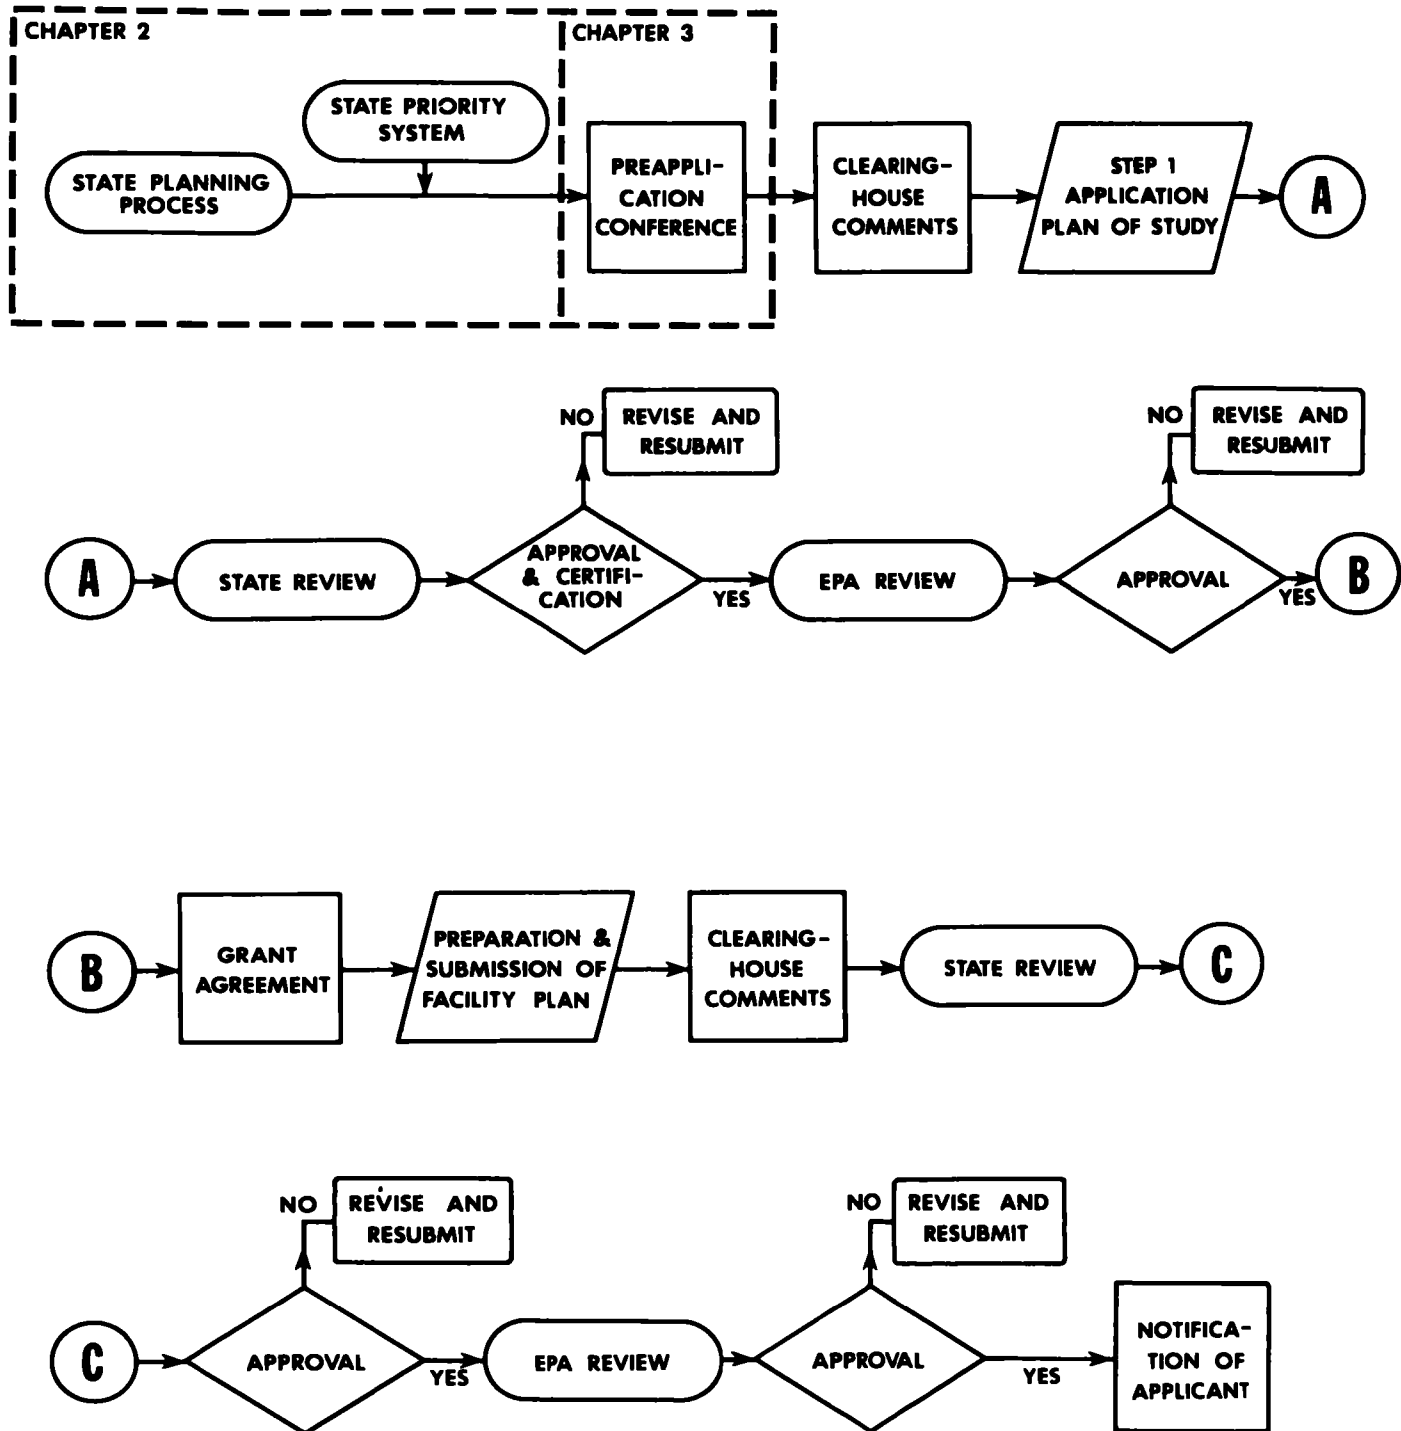 CHAPTER 2
CHAPTER 3
STATE PRIORITY
SYSTEM
STATE PLANNING
PROCESS
PREAPPLI-
CATION
CONFERENCE
CLEARING-
HOUSE
COMMENTS
STEP 1
APPLICATION
PLAN OF STUDY
A
NO
REVISE AND
RESUBMIT
NO
REVISE AND
RESUBMIT
A
STATE REVIEW
APPROVAL
& CERTIFI-
CATION
YES
EPA REVIEW
APPROVAL
YES
B
B
GRANT
AGREEMENT
PREPARATION &
SUBMISSION OF
FACILITY PLAN
CLEARING-
HOUSE
COMMENTS
STATE REVIEW
C
NO
REVISE AND
RESUBMIT
NO
REVISE AND
RESUBMIT
C
APPROVAL
YES
EPA REVIEW
APPROVAL
YES
NOTIFICA-
TION OF
APPLICANT